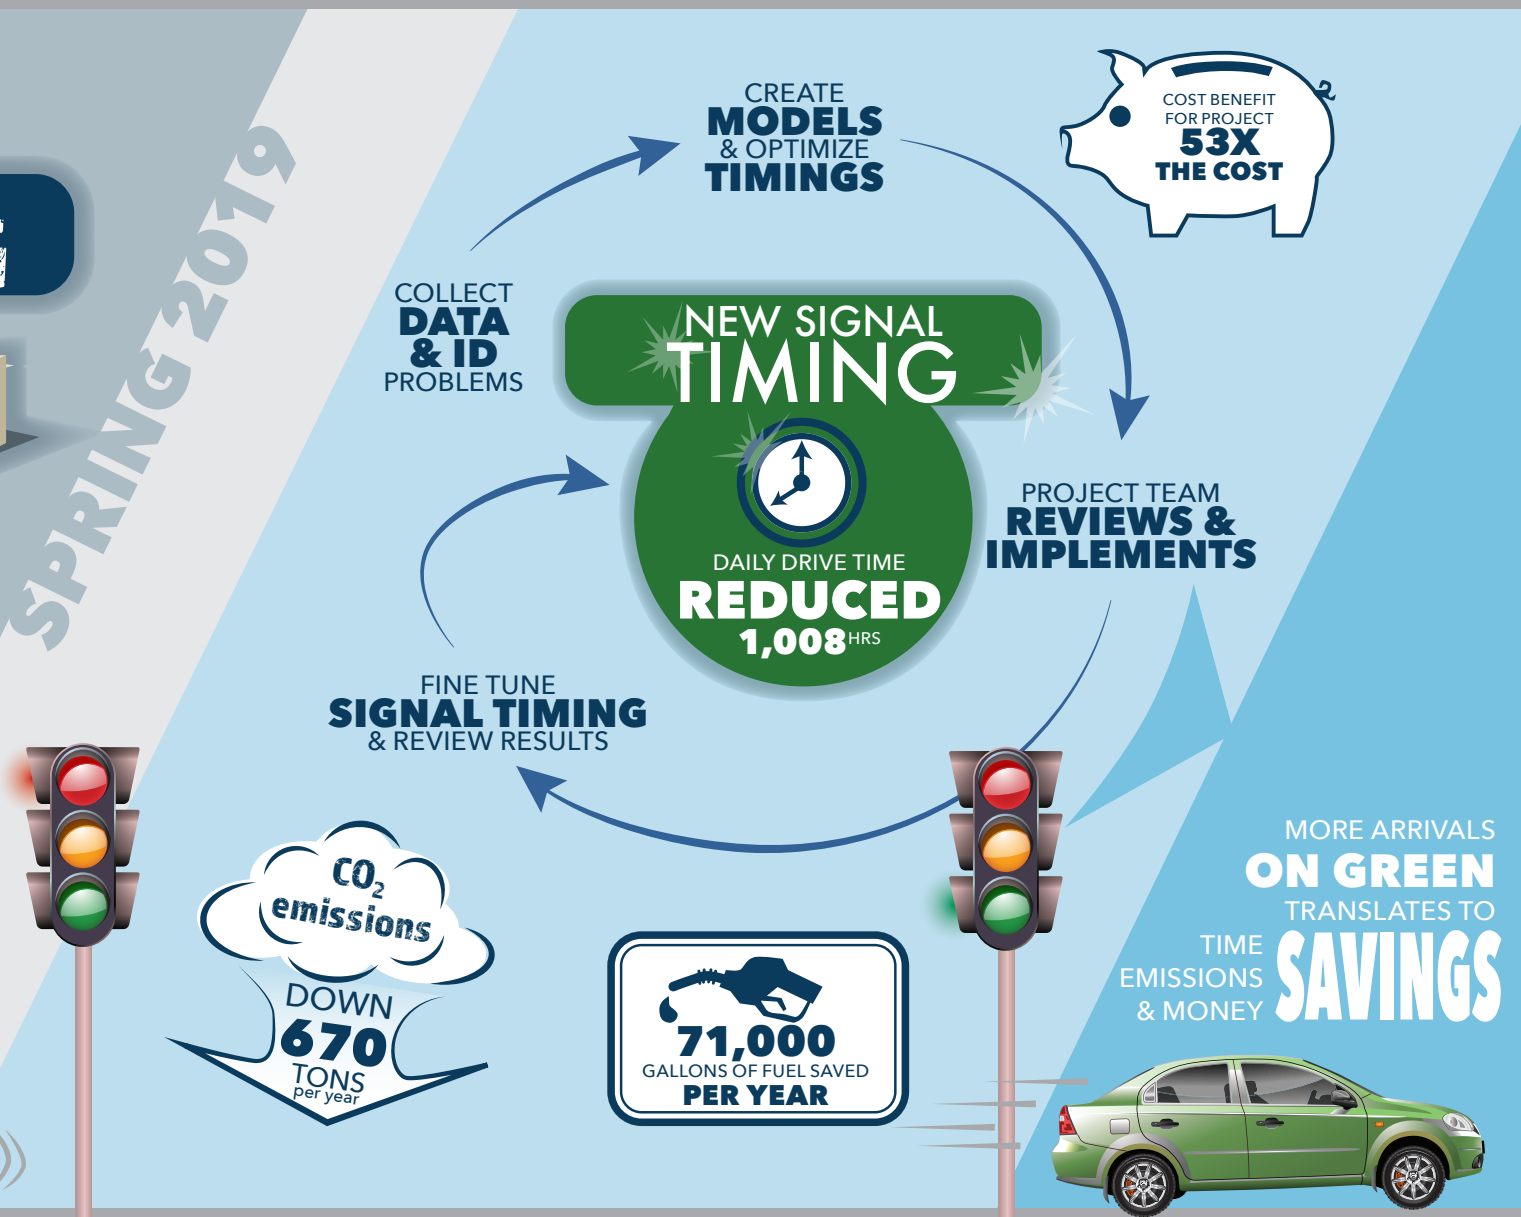 SPRING 2019
CREATE
MODELS
& OPTIMIZE
TIMINGS
COST BENEFIT
FOR PROJECT
53X
THE COST
COLLECT
DATA
& ID
PROBLEMS
NEW SIGNAL
TIMING
DAILY DRIVE TIME
REDUCED
1,008 HRS
PROJECT TEAM
REVIEWS &
IMPLEMENTS
FINE TUNE
SIGNAL TIMING
& REVIEW RESULTS
CO2
emissions
DOWN
670
TONS
per year
71,000
GALLONS OF FUEL SAVED
PER YEAR
MORE ARRIVALS
ON GREEN
TRANSLATES TO
TIME
EMISSIONS
& MONEY
SAVINGS